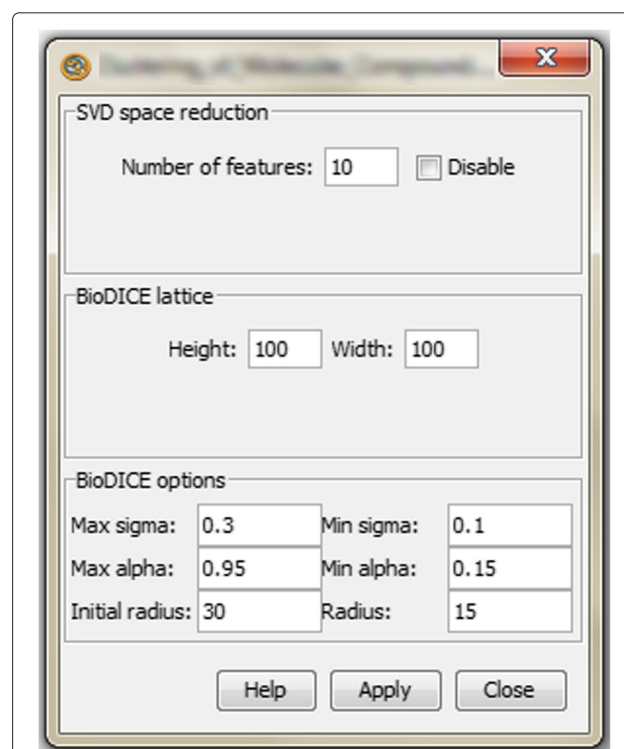 SVD space reduction
Number of features: 10 Disable
BioDICE lattice
Height: 100 Width: 100
BioDICE options
Max sigma: 0.3 Min sigma: 0.1
Max alpha: 0.95 Min alpha: 0.15
Initial radius: 30 Radius: 15
Help Apply Close